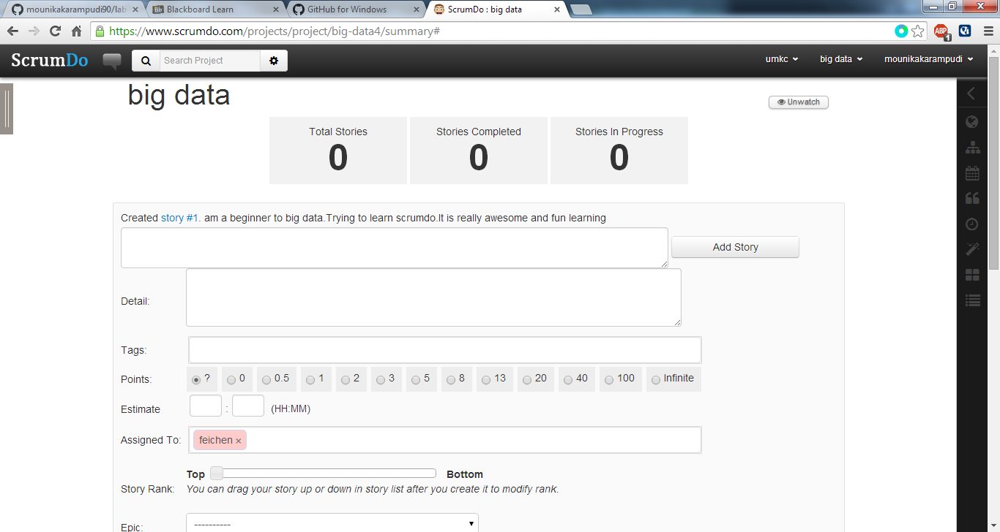 mounikakarampudi90/lab
Blackboard Learn
GitHub for Windows
ScrumDo : big data
https://www.scrumdo.com/projects/project/big-data4/summary#
ABP
1
ScrumDo
Search Project
umkc
big data
mounikakarampudi
big data
Unwatch
Total Stories
0
Stories Completed
0
Stories In Progress
0
Created story #1. am a beginner to big data.Trying to learn scrumdo.It is really awesome and fun learning
Add Story
Detail:
Tags:
Points: ? 0 0.5 1 2 3 5 8 13 20 40 100 Infinite
Estimate : (HH:MM)
Assigned To: feichen ×
Top Bottom
Story Rank: You can drag your story up or down in story list after you create it to modify rank.
Epic: ----------